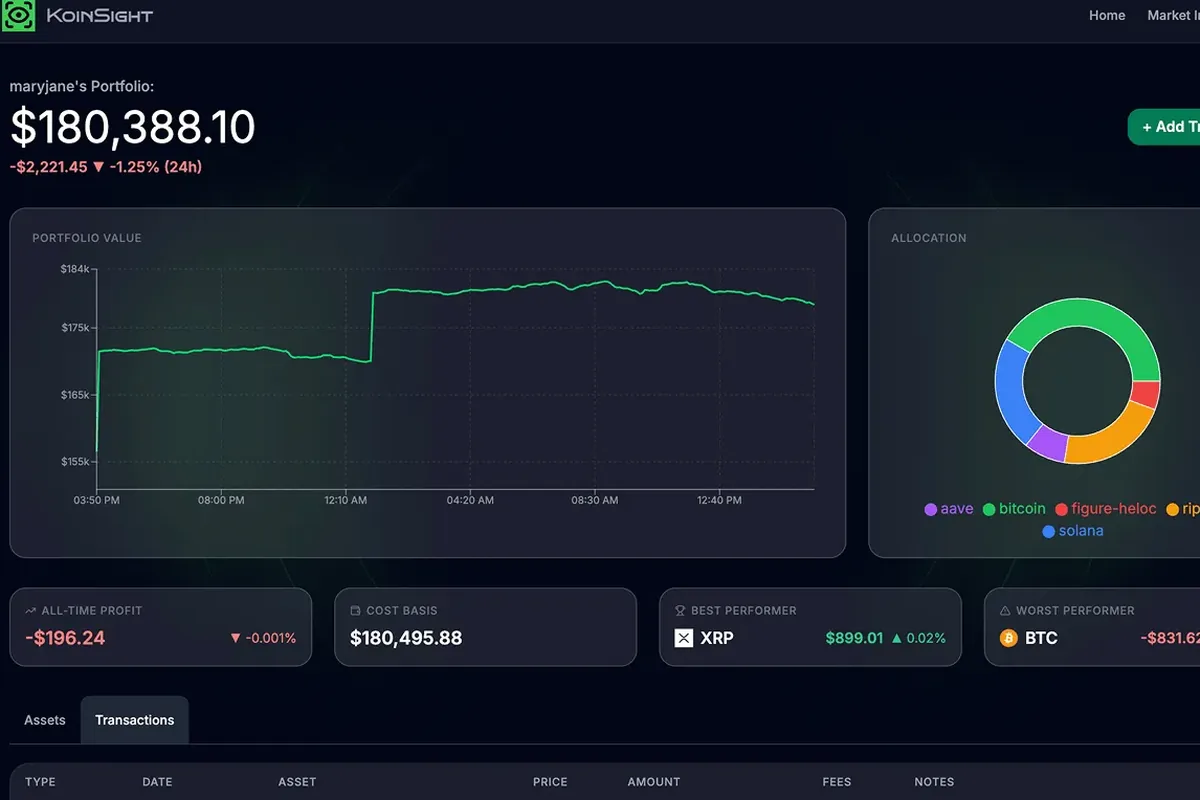 KOINSIGHT
Home Market
maryjane's Portfolio:
$180,388.10
-$2,221.45 ▼ -1.25% (24h)
+ Add
PORTFOLIO VALUE
$184k
$175k
$165k
$155k
03:50 PM 08:00 PM 12:10 AM 04:20 AM 08:30 AM 12:40 PM
ALLOCATION
aave bitcoin figure-heloc
solana
ALL-TIME PROFIT
-$196.24 ▼ -0.001%
COST BASIS
$180,495.88
BEST PERFORMER
XRP $899.01 ▲ 0.02%
WORST PERFORMER
BTC -$831.62
Assets Transactions
TYPE DATE ASSET PRICE AMOUNT FEES NOTES